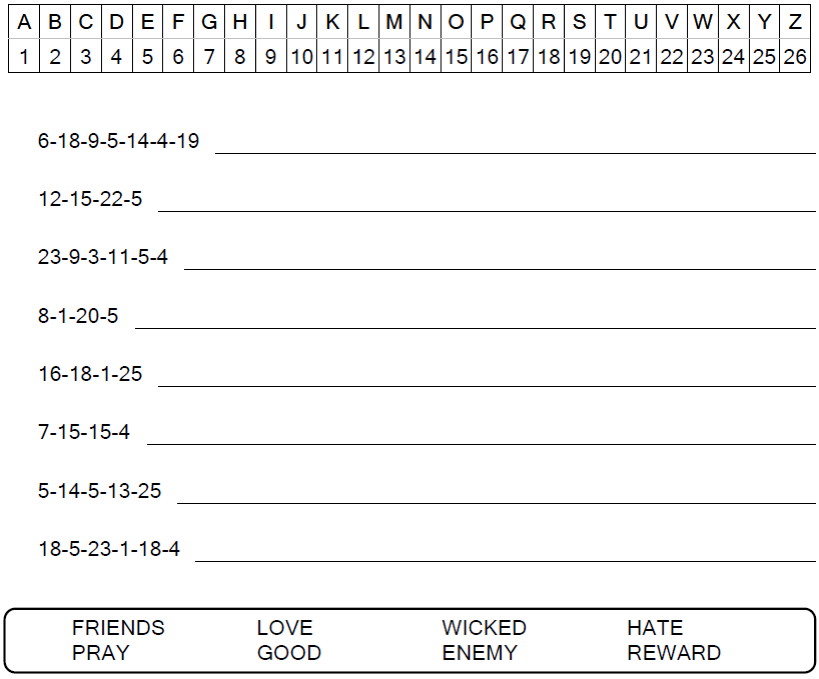 A B C D E F G H I J K L M N O P Q R S T U V W X Y Z
1 2 3 4 5 6 7 8 9 10 11 12 13 14 15 16 17 18 19 20 21 22 23 24 25 26
6-18-9-5-14-4-19
12-15-22-5
23-9-3-11-5-4
8-1-20-5
16-18-1-25
7-15-15-4
5-14-5-13-25
18-5-23-1-18-4
FRIENDS LOVE WICKED HATE
PRAY GOOD ENEMY REWARD